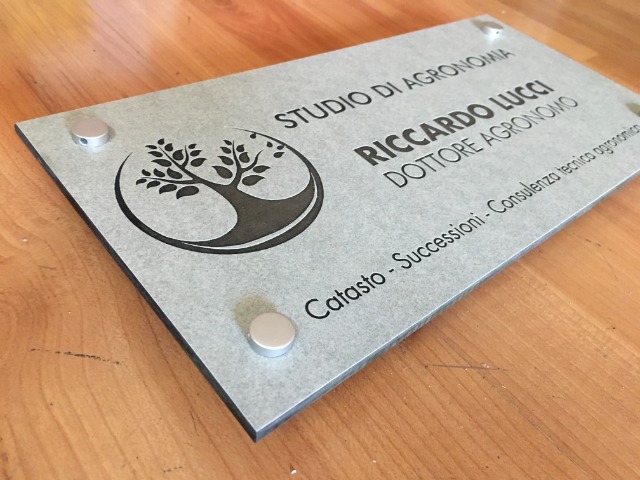 STUDIO DI AGRONOMIA
RICCARDO LUCCI
DOTTORE AGRONOMO
Catasto - Successioni - Consulenza tecnica agronomica